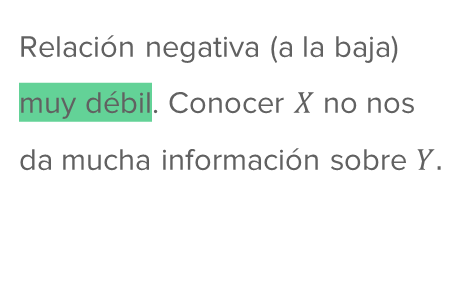 Relación negativa (a la baja)
muy débil. Conocer X no nos
da mucha información sobre Y.